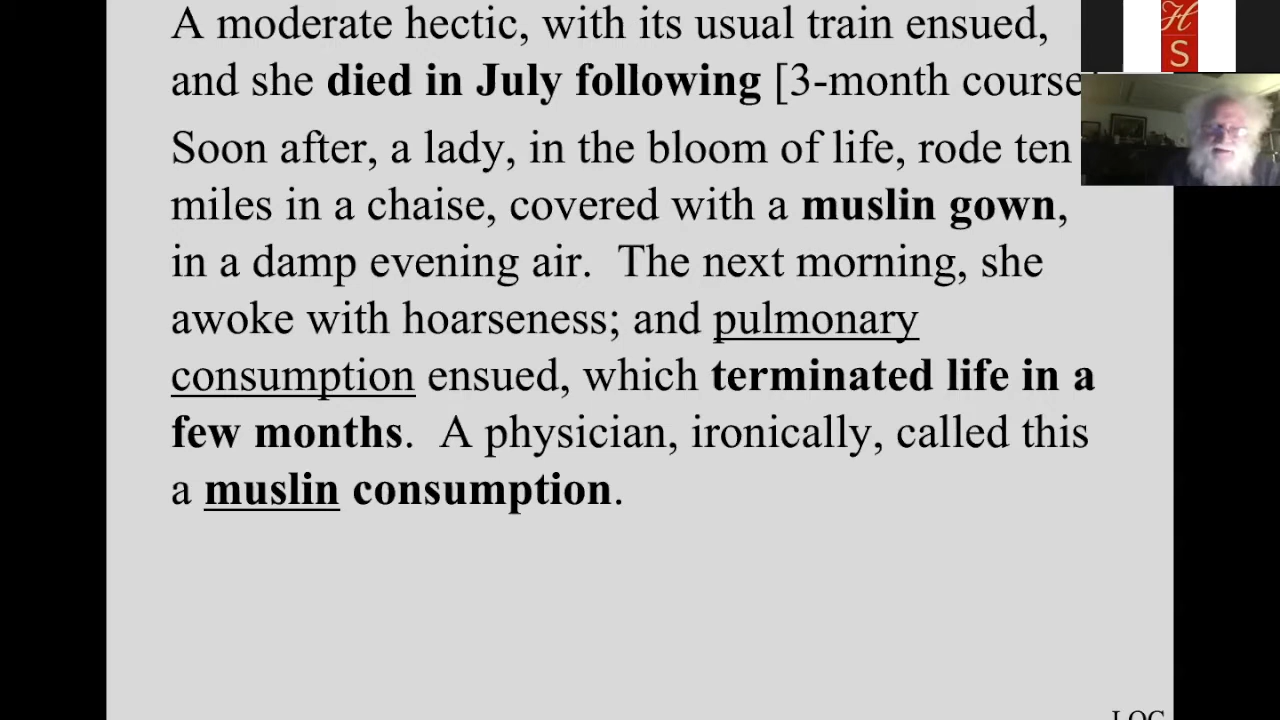 A moderate hectic, with its usual train ensued,
and she died in July following [3-month course
Soon after, a lady, in the bloom of life, rode ten
miles in a chaise, covered with a muslin gown,
in a damp evening air. The next morning, she
awoke with hoarseness; and pulmonary
consumption ensued, which terminated life in a
few months. A physician, ironically, called this
a muslin consumption.
H
S